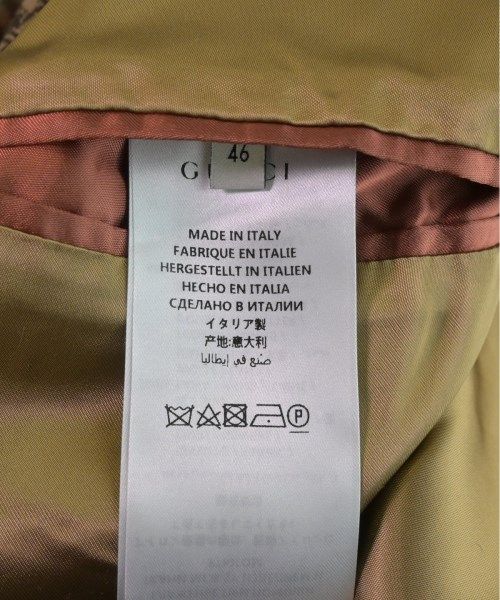 46
GUCCI
MADE IN ITALY
FABRIQUE EN ITALIE
HERGESTELLT IN ITALIEN
HECHO EN ITALIA
СДЕЛАНО В ИТАЛИИ
イタリア製
产地:意大利
صنع في إيطاليا
P